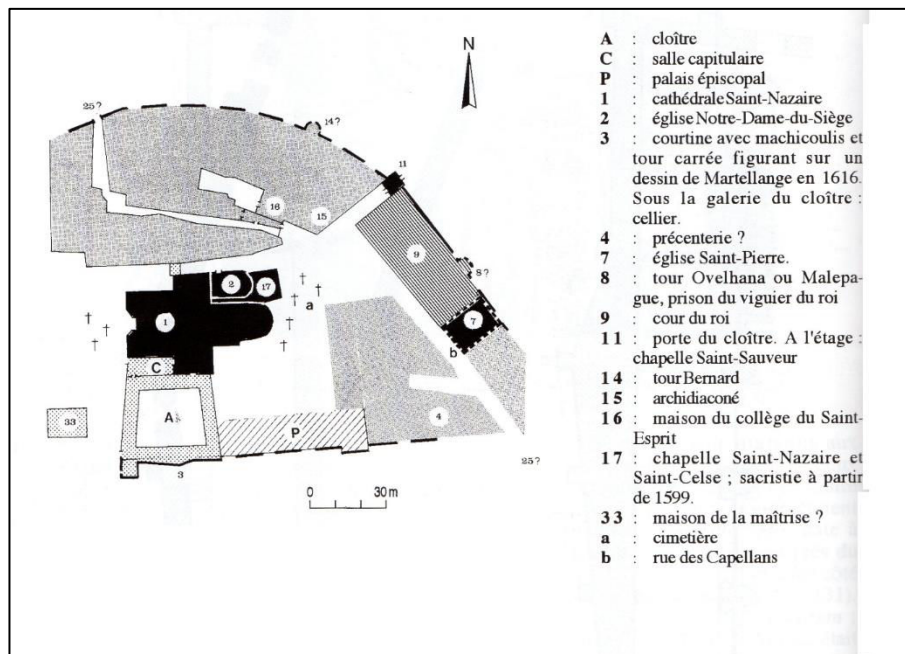 N
25?
14?
11
16
15
9
8?
2
17
a
1
7
b
C
A
4
33
P
3
25?
0 30m
A : cloître
C : salle capitulaire
P : palais épiscopal
1 : cathédrale Saint-Nazaire
2 : église Notre-Dame-du-Siège
3 : courtine avec machicoulis et
tour carrée figurant sur un
dessin de Martellange en 1616.
Sous la galerie du cloître :
cellier.
4 : précenterie ?
7 : église Saint-Pierre.
8 : tour Ovelhana ou Malepa-
gue, prison du viguier du roi
9 : cour du roi
11 : porte du cloître. A l'étage :
chapelle Saint-Sauveur
14 : tour Bernard
15 : archidiaconé
16 : maison du collège du Saint-
Esprit
17 : chapelle Saint-Nazaire et
Saint-Celse ; sacristie à partir
de 1599.
33 : maison de la maîtrise ?
a : cimetière
b : rue des Capellans